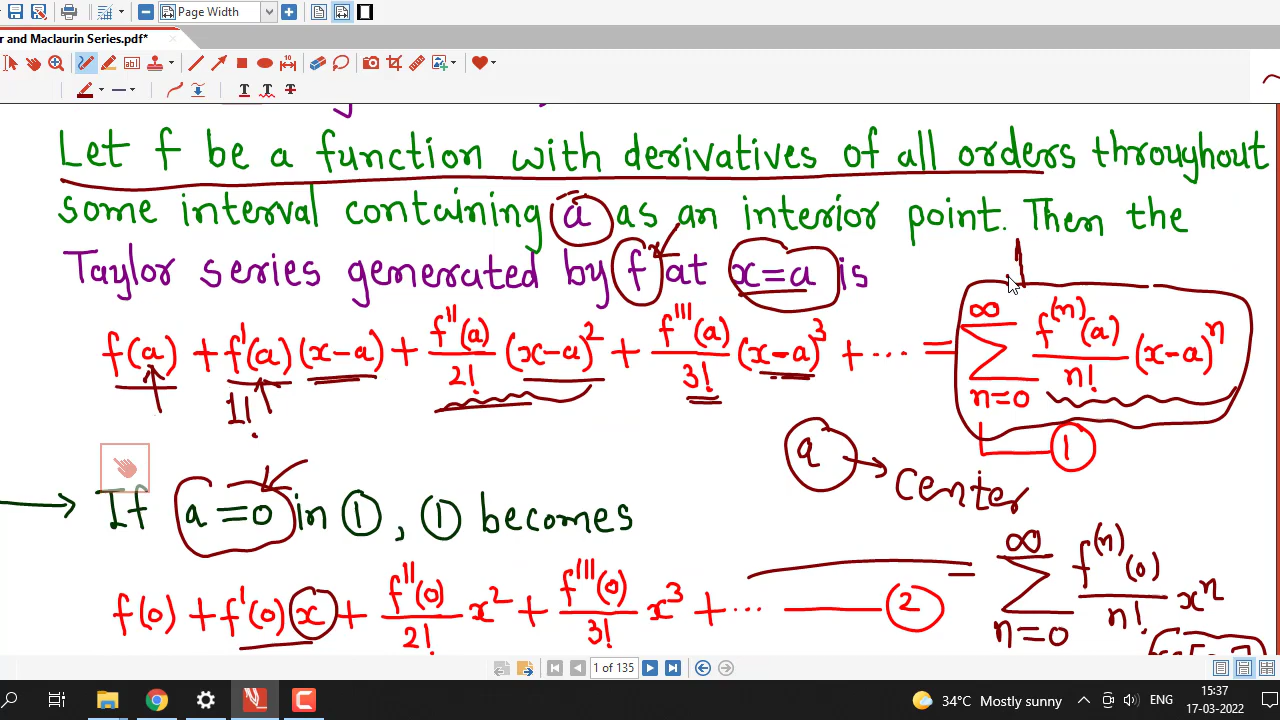 Page Width
r and Maclaurin Series.pdf*
Let f be a function with derivatives of all orders throughout
some interval containing a as an interior point. Then the
Taylor series generated by f at x=a is
f(a) + f'(a)(x-a) + f''(a)/2! (x-a)² + f'''(a)/3! (x-a)³ + ... = ∑_{n=0}^{∞} f⁽ⁿ⁾(a)/n! (x-a)ⁿ
1!
①
a → Center
If a=0 in ①, ① becomes
f(0) + f'(0)x + f''(0)/2! x² + f'''(0)/3! x³ + ... — ②
= ∑_{n=0}^{∞} f⁽ⁿ⁾(0)/n! xⁿ
1 of 135
34°C Mostly sunny
ENG
15:37
17-03-2022